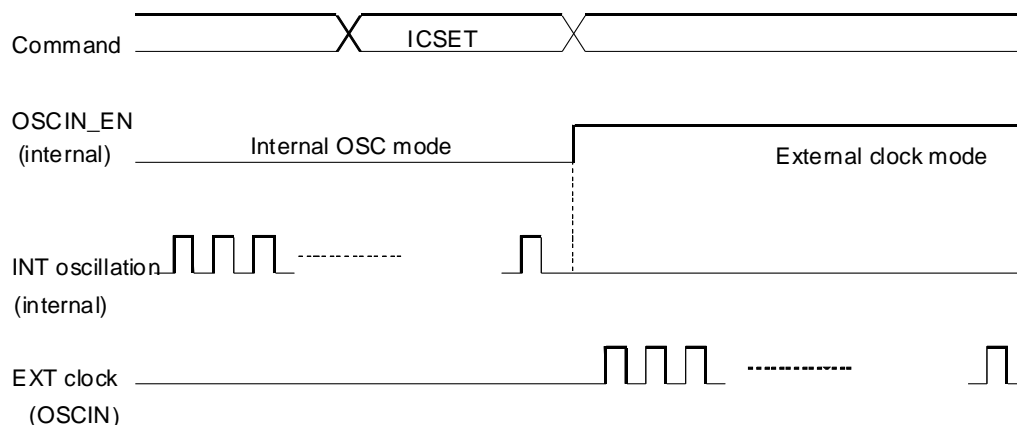 Command
ICSET
OSCIN_EN
(internal)
Internal OSC mode
External clock mode
INT oscillation
(internal)
EXT clock
(OSCIN)